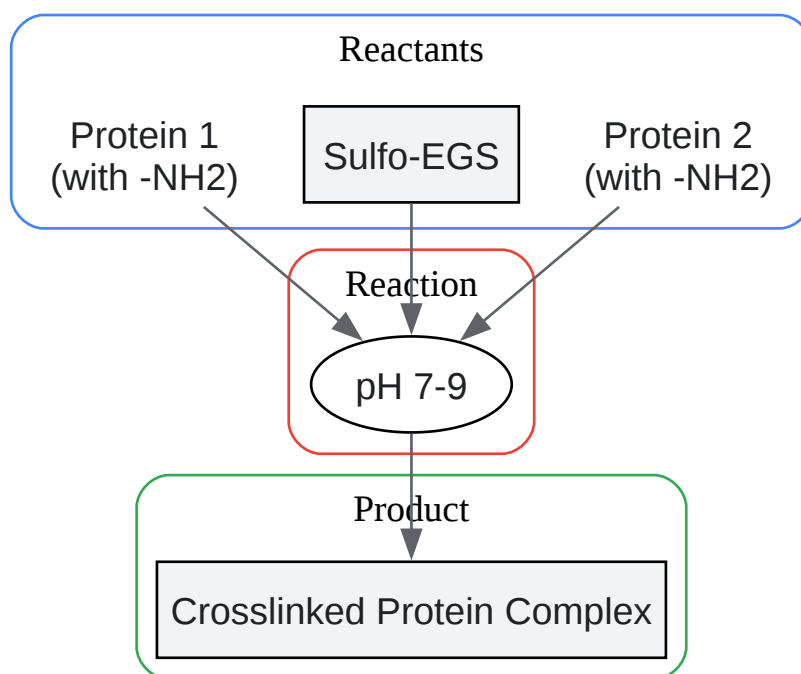 Reactants
Protein 1
(with -NH2)
Sulfo-EGS
Protein 2
(with -NH2)
Reaction
pH 7-9
Product
Crosslinked Protein Complex